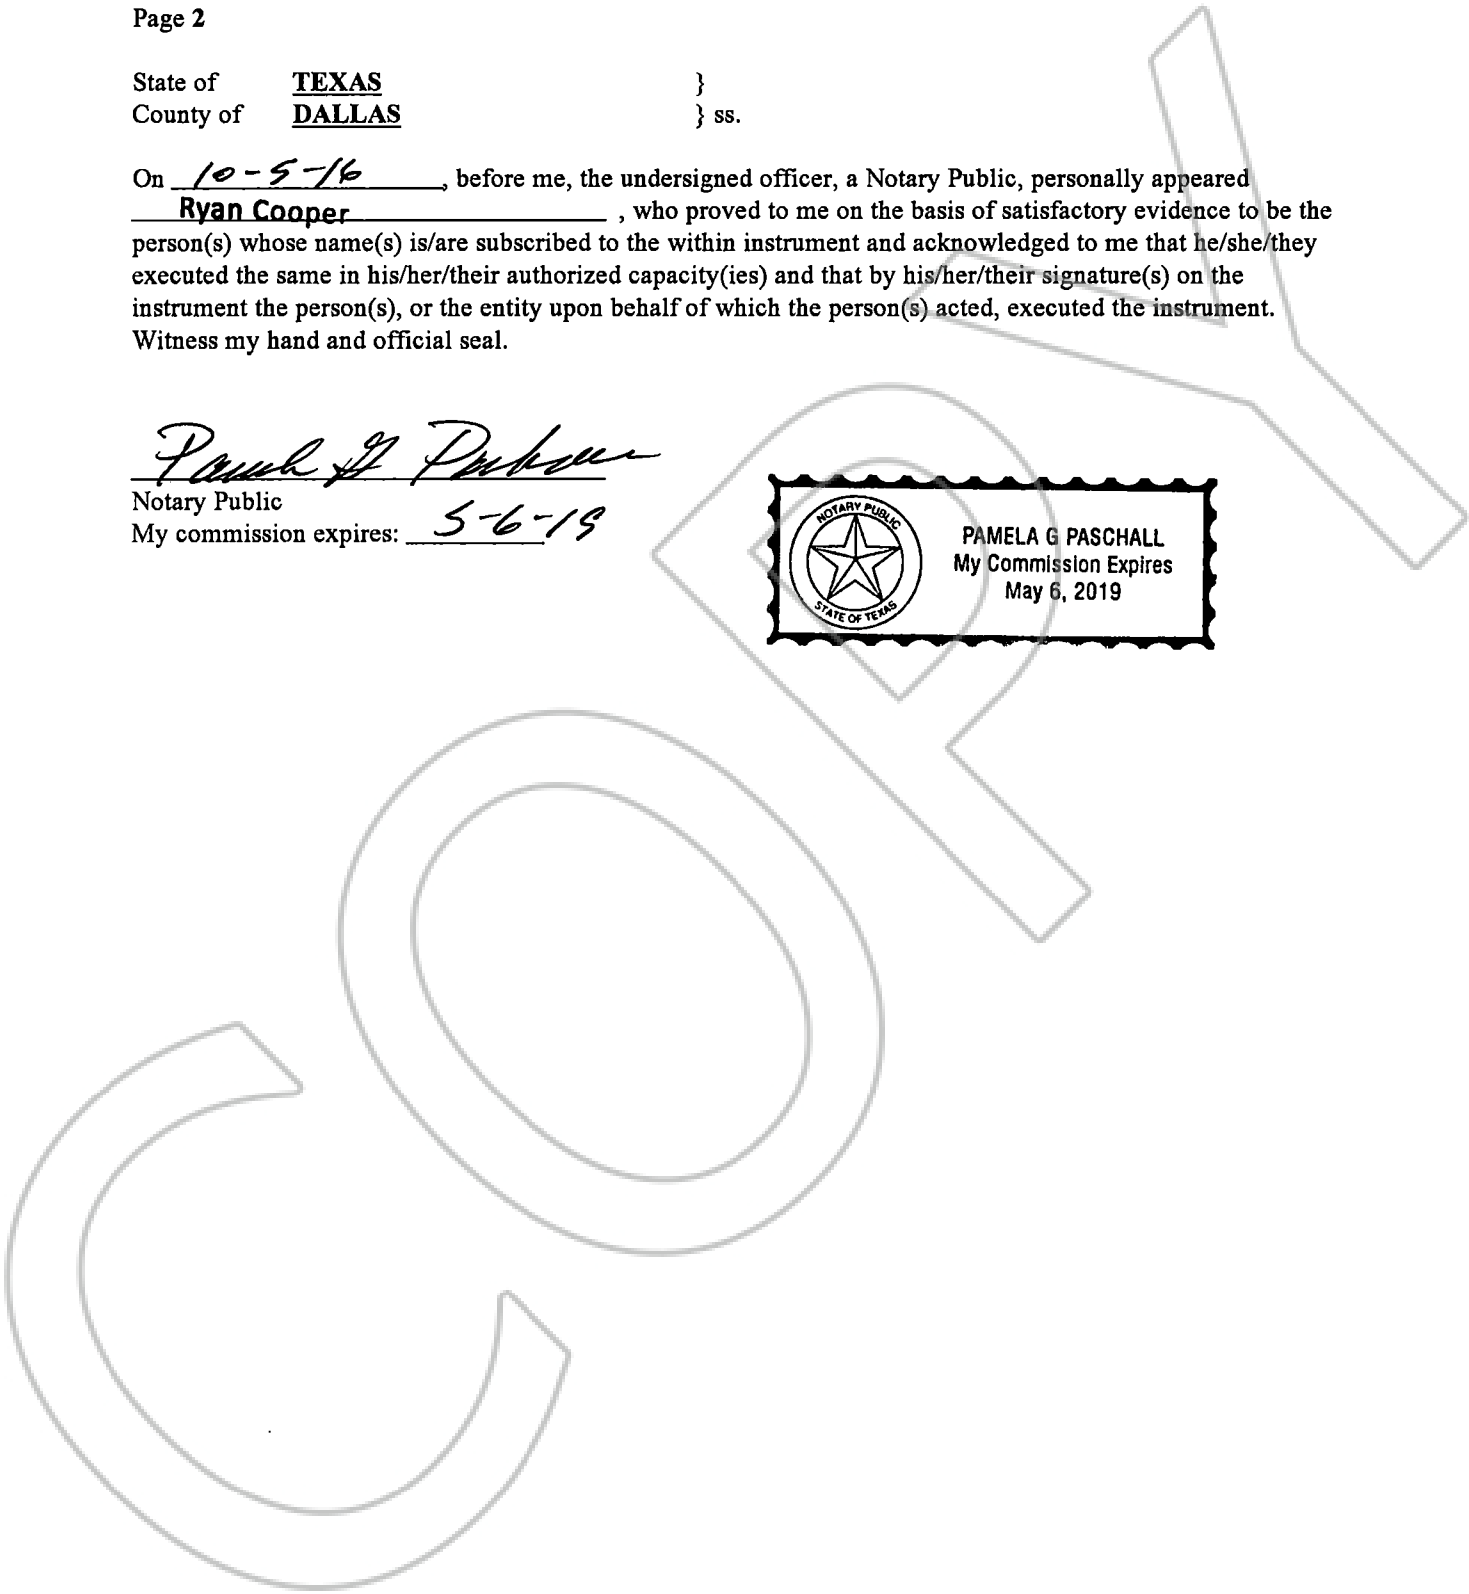 Page 2
State of TEXAS }
County of DALLAS } ss.
On 10-5-16, before me, the undersigned officer, a Notary Public, personally appeared
Ryan Cooper , who proved to me on the basis of satisfactory evidence to be the
person(s) whose name(s) is/are subscribed to the within instrument and acknowledged to me that he/she/they
executed the same in his/her/their authorized capacity(ies) and that by his/her/their signature(s) on the
instrument the person(s), or the entity upon behalf of which the person(s) acted, executed the instrument.
Witness my hand and official seal.
Notary Public
My commission expires: 5-6-19
NOTARY PUBLIC
STATE OF TEXAS
PAMELA G PASCHALL
My Commission Expires
May 6, 2019
COPY